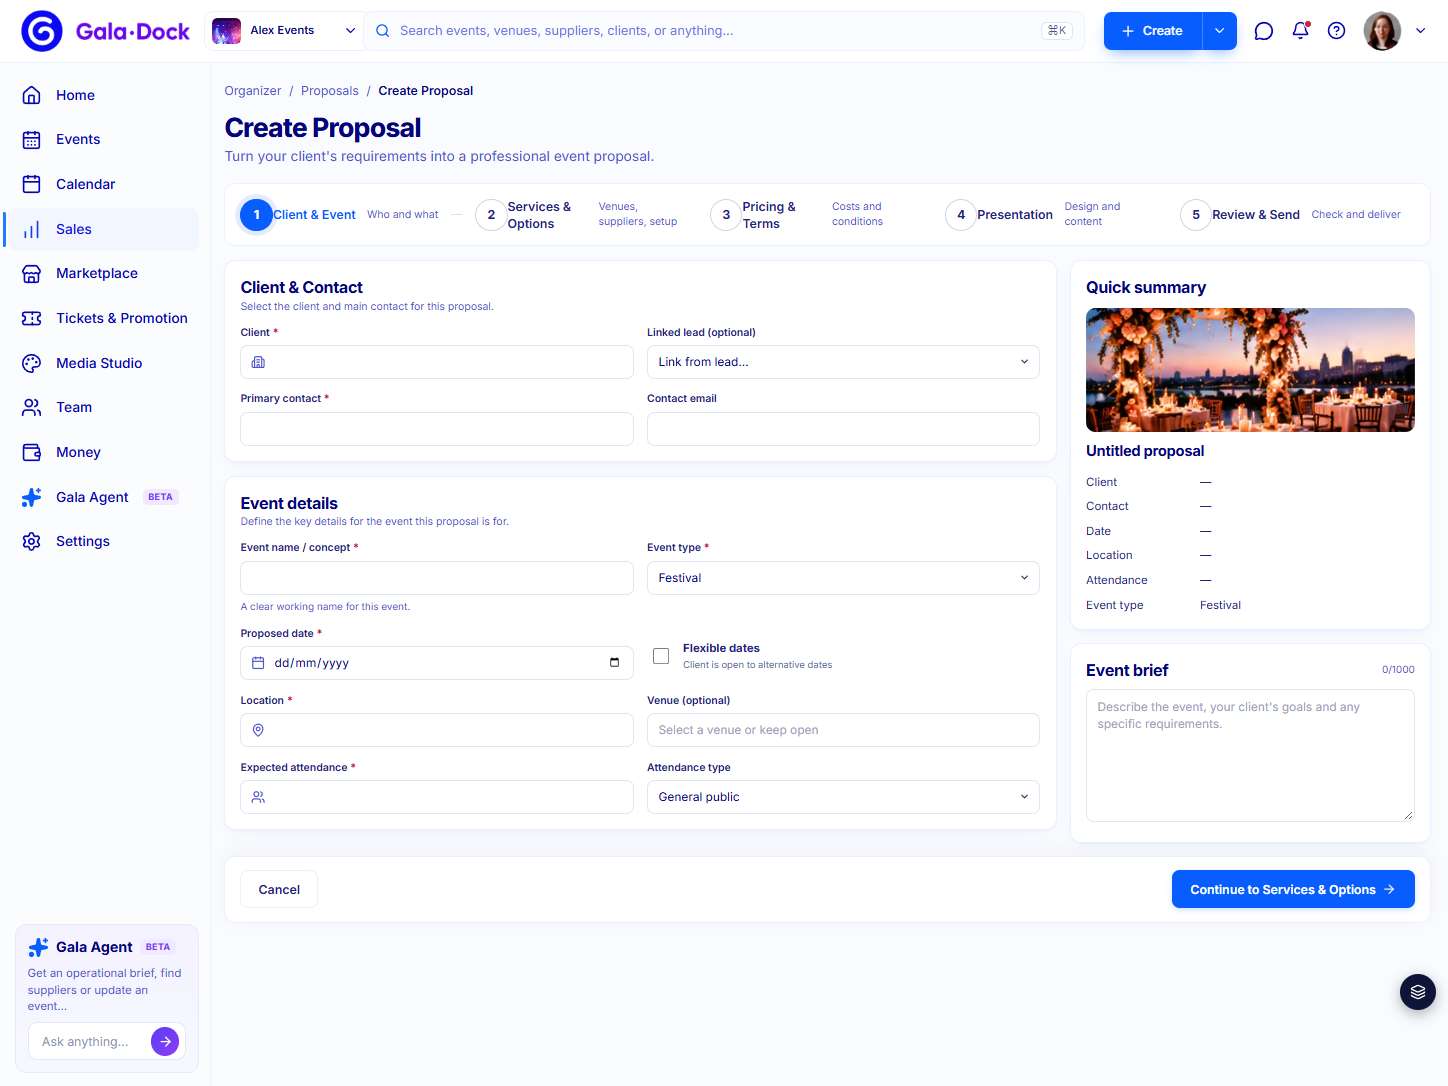 Gala·Dock
Alex Events
Search events, venues, suppliers, clients, or anything...
⌘K
+ Create
Home
Events
Calendar
Sales
Marketplace
Tickets & Promotion
Media Studio
Team
Money
Gala Agent BETA
Settings
Organizer / Proposals / Create Proposal
Create Proposal
Turn your client's requirements into a professional event proposal.
1 Client & Event Who and what
2 Services & Options
Venues, suppliers, setup
3 Pricing & Terms
Costs and conditions
4 Presentation
Design and content
5 Review & Send Check and deliver
Client & Contact
Select the client and main contact for this proposal.
Client *
Linked lead (optional)
Link from lead...
Primary contact *
Contact email
Event details
Define the key details for the event this proposal is for.
Event name / concept *
Event type *
Festival
A clear working name for this event.
Proposed date *
dd/mm/yyyy
Flexible dates
Client is open to alternative dates
Location *
Venue (optional)
Select a venue or keep open
Expected attendance *
Attendance type
General public
Quick summary
Untitled proposal
Client —
Contact —
Date —
Location —
Attendance —
Event type Festival
Event brief 0/1000
Describe the event, your client's goals and any
specific requirements.
Cancel
Continue to Services & Options →
Gala Agent BETA
Get an operational brief, find
suppliers or update an
event...
Ask anything...